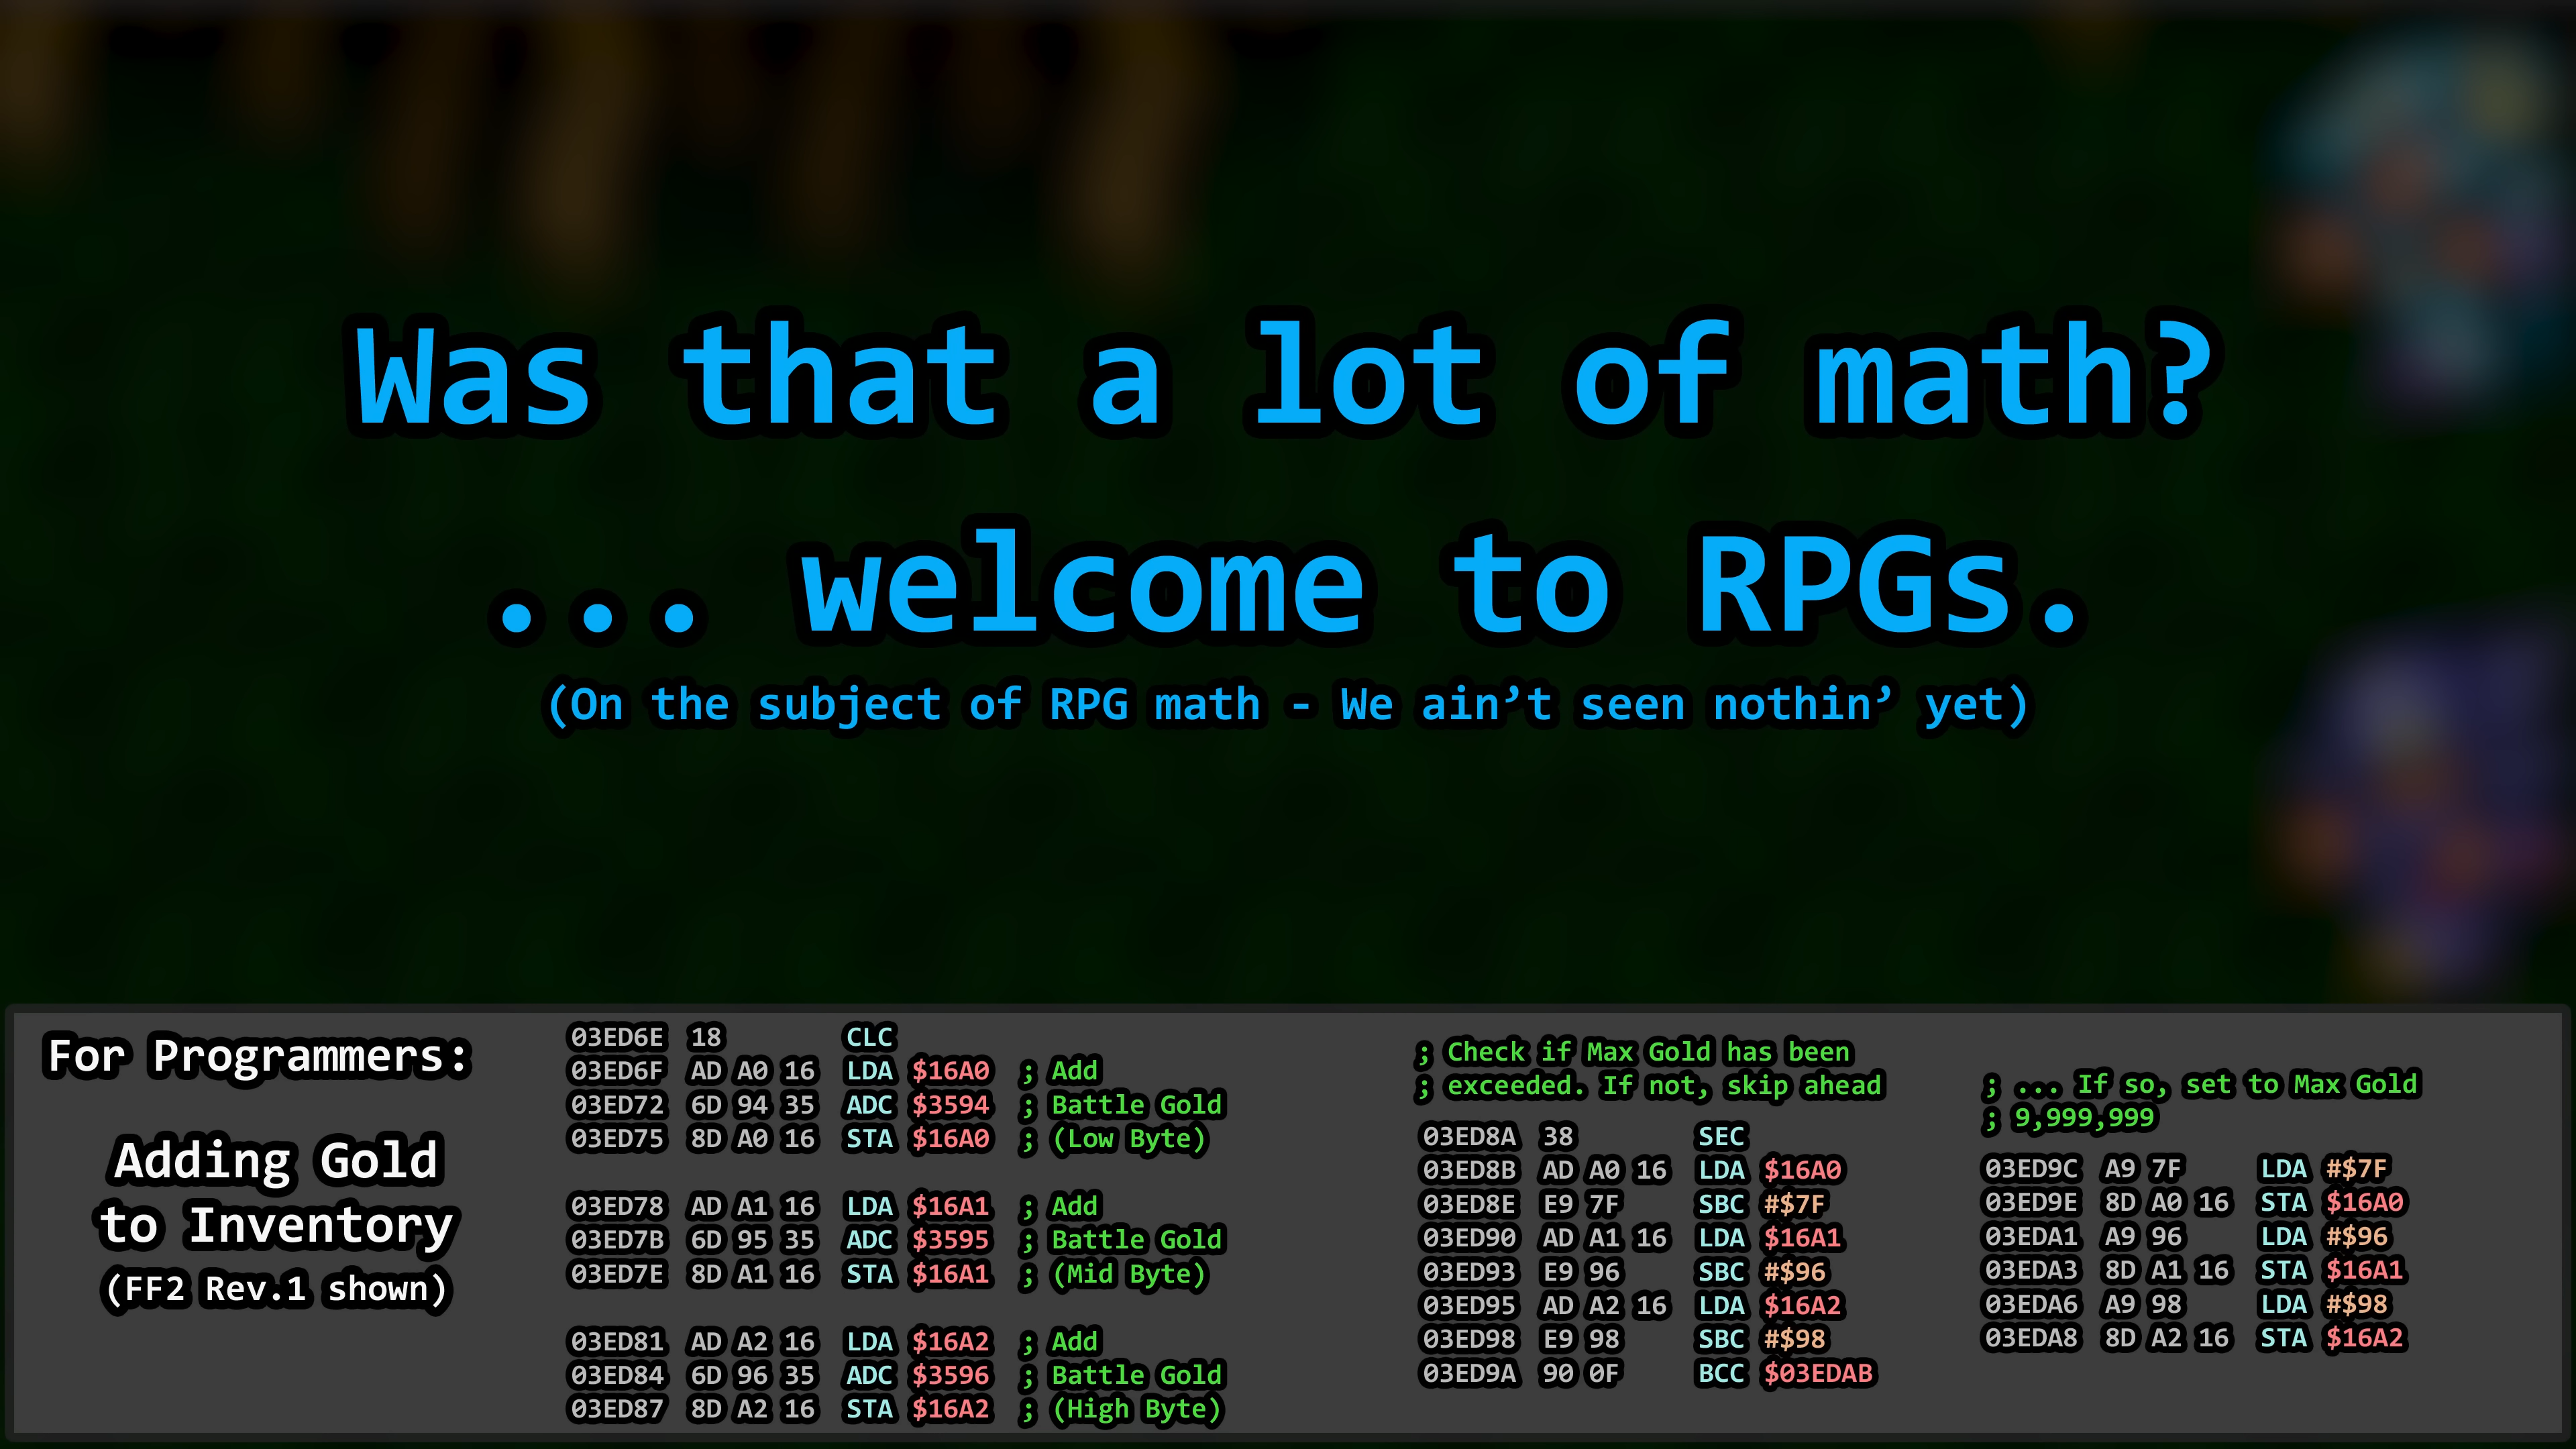 Was that a lot of math?
... welcome to RPGs.
(On the subject of RPG math - We ain’t seen nothin’ yet)
For Programmers:
Adding Gold
to Inventory
(FF2 Rev.1 shown)
03ED6E 18 CLC
03ED6F AD A0 16 LDA $16A0 ; Add
03ED72 6D 94 35 ADC $3594 ; Battle Gold
03ED75 8D A0 16 STA $16A0 ; (Low Byte)
03ED78 AD A1 16 LDA $16A1 ; Add
03ED7B 6D 95 35 ADC $3595 ; Battle Gold
03ED7E 8D A1 16 STA $16A1 ; (Mid Byte)
03ED81 AD A2 16 LDA $16A2 ; Add
03ED84 6D 96 35 ADC $3596 ; Battle Gold
03ED87 8D A2 16 STA $16A2 ; (High Byte)
; Check if Max Gold has been
; exceeded. If not, skip ahead
03ED8A 38 SEC
03ED8B AD A0 16 LDA $16A0
03ED8E E9 7F SBC #$7F
03ED90 AD A1 16 LDA $16A1
03ED93 E9 96 SBC #$96
03ED95 AD A2 16 LDA $16A2
03ED98 E9 98 SBC #$98
03ED9A 90 0F BCC $03EDAB
; ... If so, set to Max Gold
; 9,999,999
03ED9C A9 7F LDA #$7F
03ED9E 8D A0 16 STA $16A0
03EDA1 A9 96 LDA #$96
03EDA3 8D A1 16 STA $16A1
03EDA6 A9 98 LDA #$98
03EDA8 8D A2 16 STA $16A2